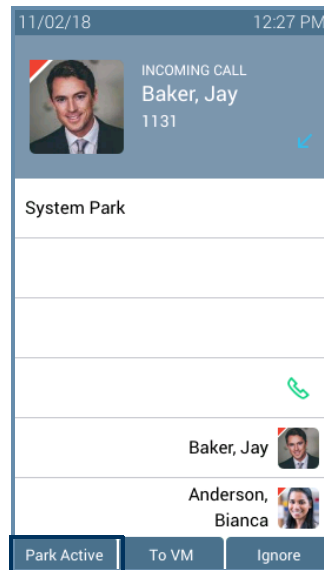 11/02/18 12:27 PM
INCOMING CALL
Baker, Jay
1131
System Park
Baker, Jay
Anderson,
Bianca
Park Active To VM Ignore